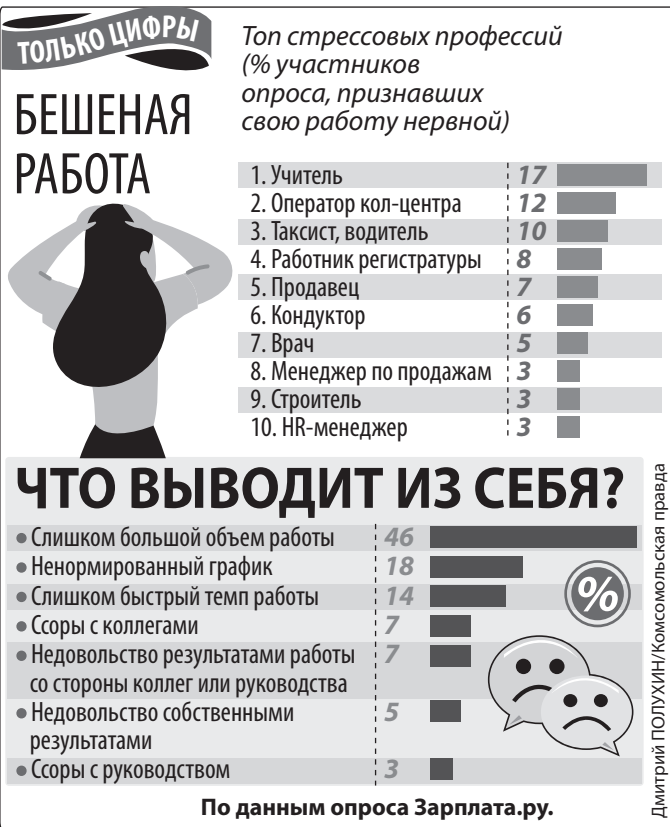 ТОЛЬКО ЦИФРЫ
БЕШЕНАЯ
РАБОТА
Топ стрессовых профессий
(% участников
опроса, признавших
свою работу нервной)
1. Учитель 17
2. Оператор кол-центра 12
3. Таксист, водитель 10
4. Работник регистратуры 8
5. Продавец 7
6. Кондуктор 6
7. Врач 5
8. Менеджер по продажам 3
9. Строитель 3
10. HR-менеджер 3
ЧТО ВЫВОДИТ ИЗ СЕБЯ?
• Слишком большой объем работы 46
• Ненормированный график 18
• Слишком быстрый темп работы 14
• Ссоры с коллегами 7
• Недовольство результатами работы 7
со стороны коллег или руководства
• Недовольство собственными 5
результатами
• Ссоры с руководством 3
%
По данным опроса Зарплата.ру.
Дмитрий ПОЛУХИН/Комсомольская правда